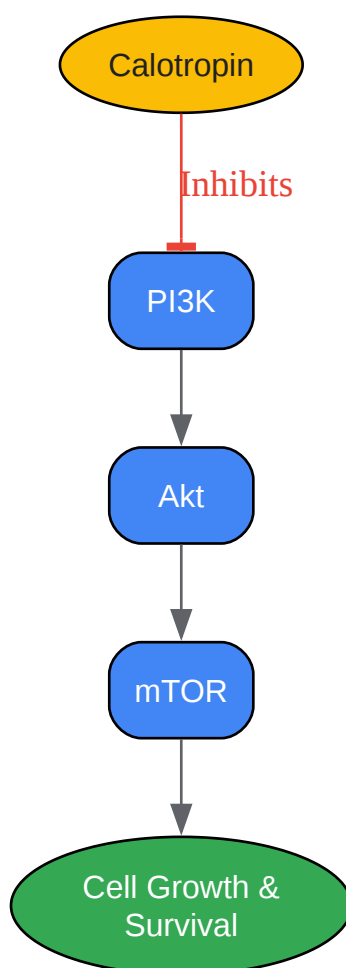 Calotropin
Inhibits
PI3K
Akt
mTOR
Cell Growth &
Survival